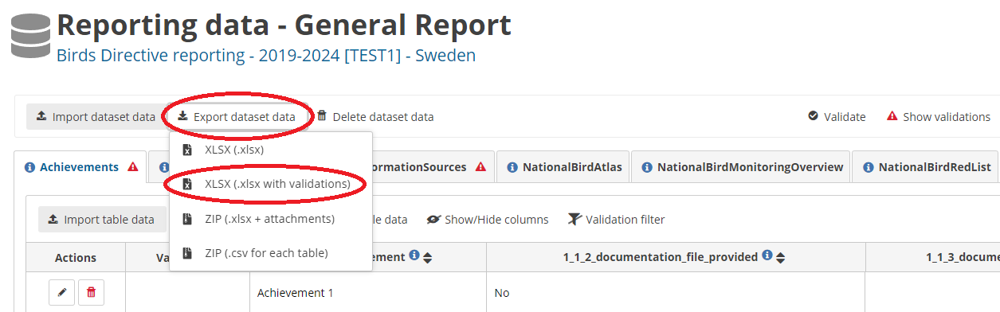 Reporting data - General Report
Birds Directive reporting - 2019-2024 [TEST1] - Sweden
Import dataset data Export dataset data Delete dataset data Validate Show validations
XLSX (.xlsx)
XLSX (.xlsx with validations)
ZIP (.xlsx + attachments)
ZIP (.csv for each table)
Achievements ormationSources NationalBirdAtlas NationalBirdMonitoringOverview NationalBirdRedList
Import table data le data Show/Hide columns Validation filter
Actions Va ement 1_1_2_documentation_file_provided 1_1_3_docume
Achievement 1 No